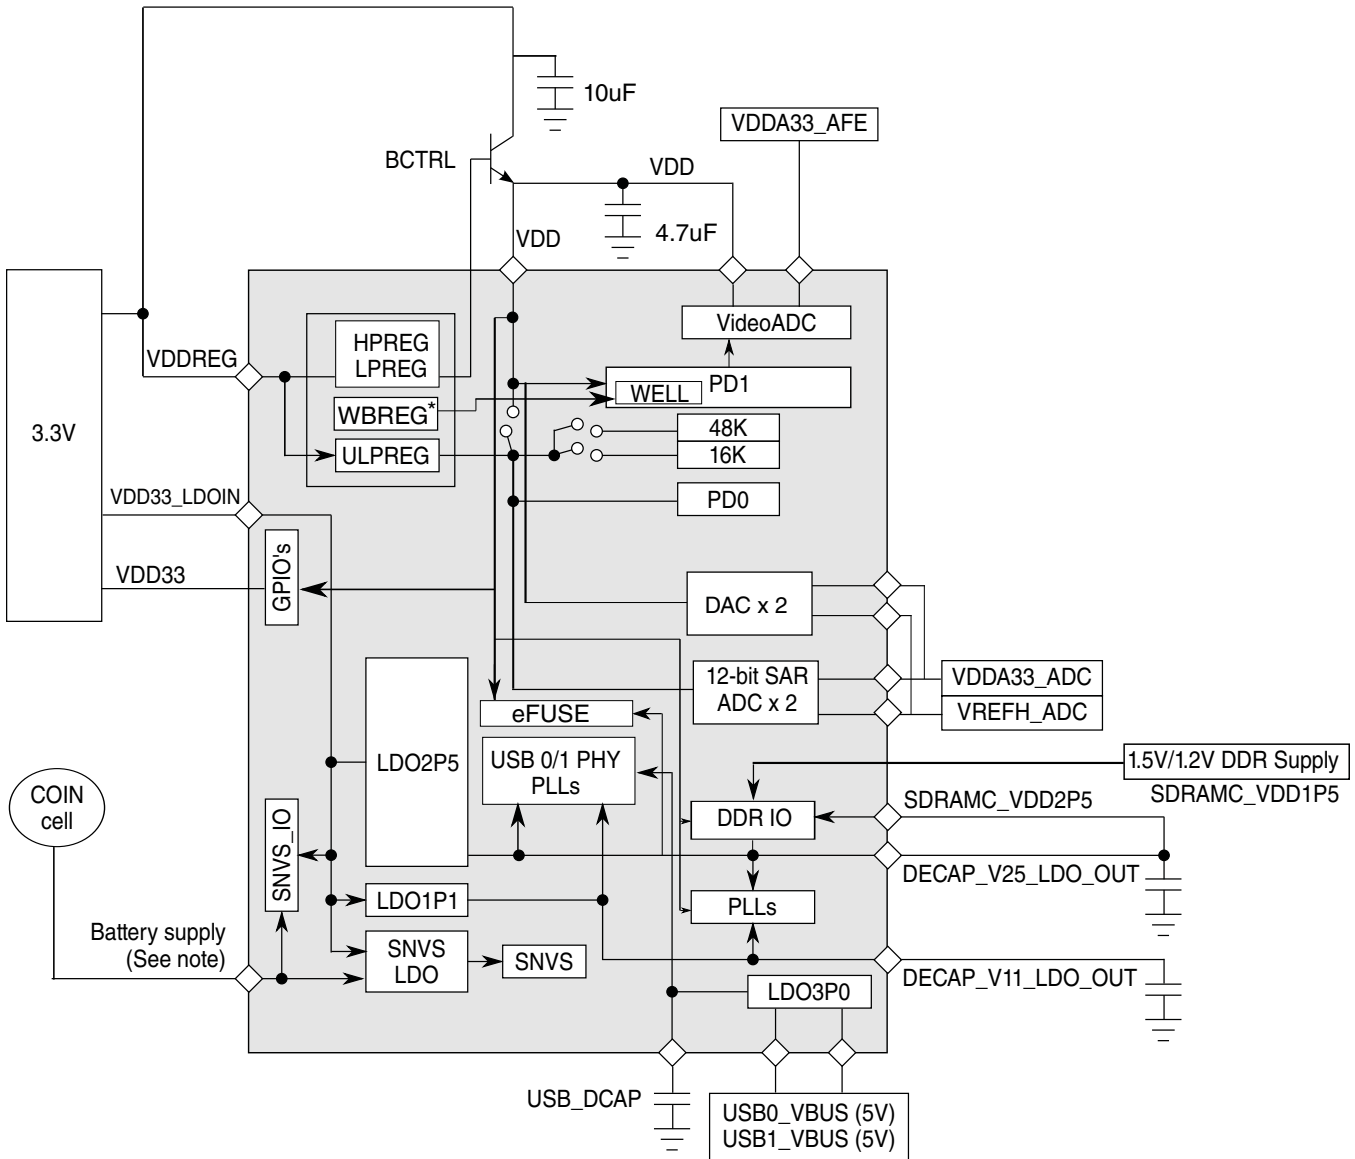 10uF
VDDA33_AFE
BCTRL
VDD
4.7uF
VDD
VideoADC
HPREG
LPREG
VDDREG
PD1
WELL
WBREG*
3.3V
48K
ULPREG
16K
VDD33_LDOIN
PD0
GPIO's
VDD33
DAC x 2
12-bit SAR
ADC x 2
VDDA33_ADC
VREFH_ADC
eFUSE
LDO2P5
USB 0/1 PHY
PLLs
1.5V/1.2V DDR Supply
SDRAMC_VDD1P5
COIN
cell
SDRAMC_VDD2P5
DDR IO
SNVS_IO
DECAP_V25_LDO_OUT
LDO1P1
PLLs
Battery supply
(See note)
SNVS
LDO
SNVS
DECAP_V11_LDO_OUT
LDO3P0
USB_DCAP
USB0_VBUS (5V)
USB1_VBUS (5V)